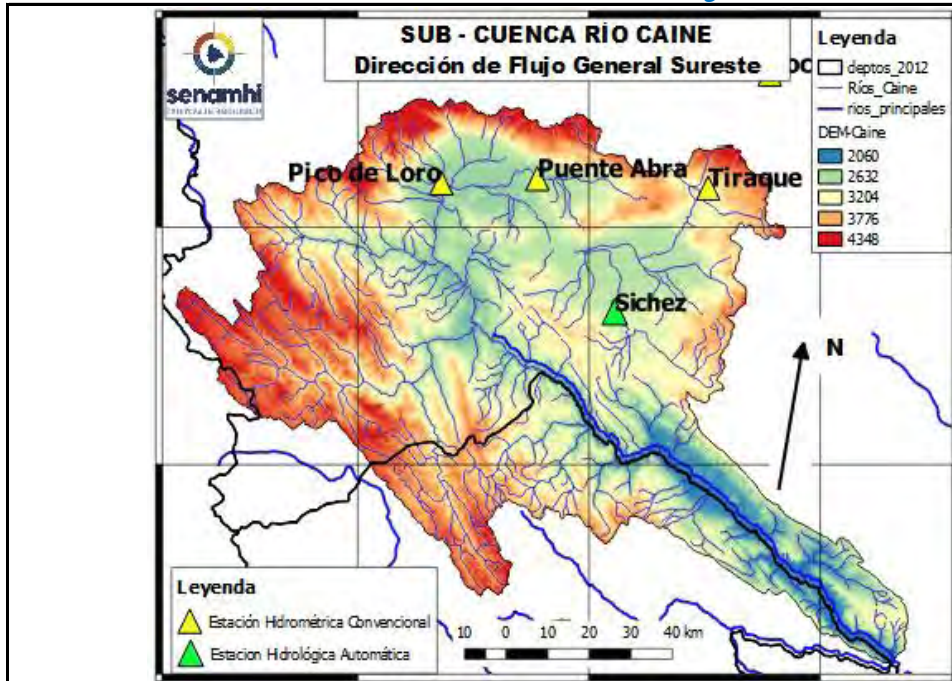 SUB - CUENCA RÍO CAINE
Dirección de Flujo General Sureste
senamhi
Leyenda
deptos_2012
Ríos_Caine
rios_principales
DEM-Caine
2060
2632
3204
3776
4348
Pico de Loro
Puente Abra
Tiraque
Sichez
N
Leyenda
Estación Hidrométrica Convencional
Estacion Hidrológica Automática
10 0 10 20 30 40 km